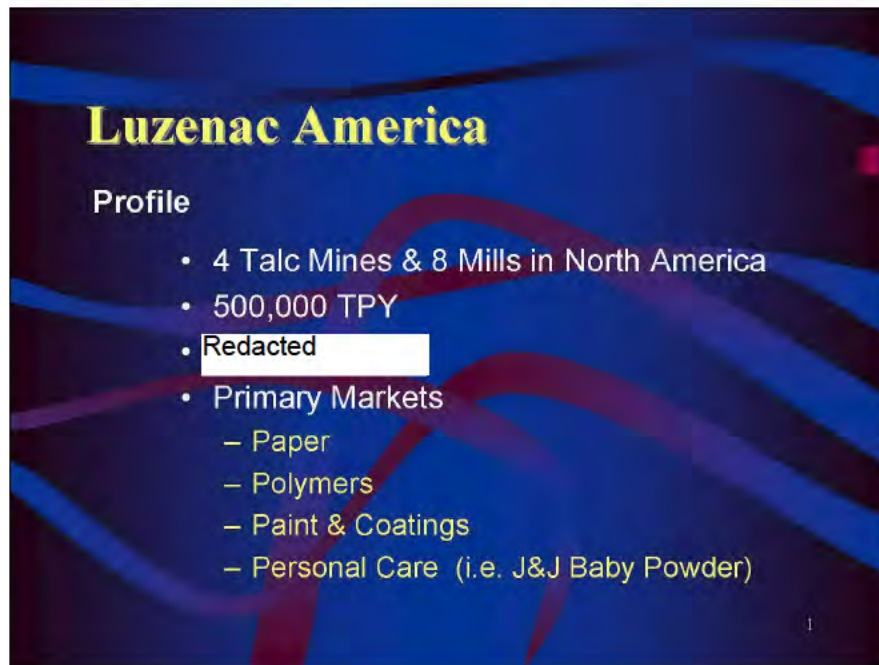 Luzenac America
Profile
• 4 Talc Mines & 8 Mills in North America
• 500,000 TPY
• Redacted
• Primary Markets
– Paper
– Polymers
– Paint & Coatings
– Personal Care (i.e. J&J Baby Powder)
1